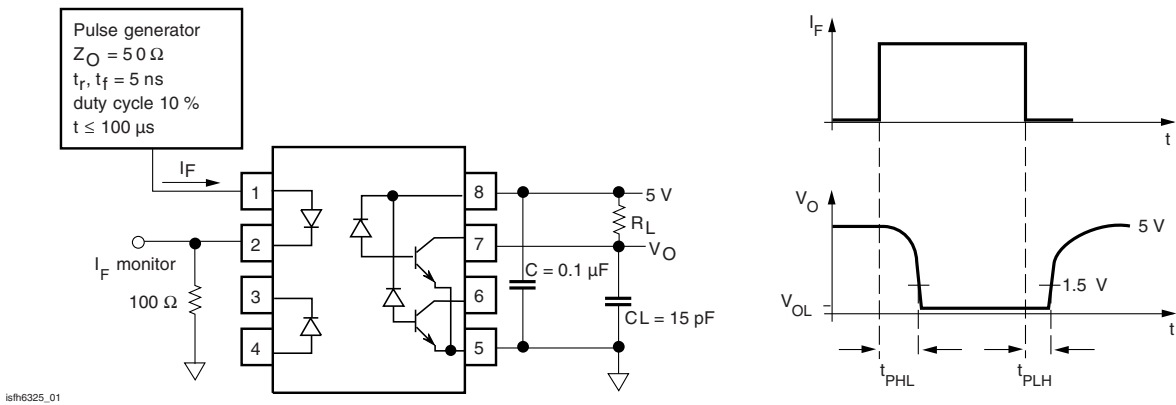 Pulse generator
ZO = 50 Ω
tr, tf = 5 ns
duty cycle 10 %
t ≤ 100 µs
IF
1
2
3
4
8
7
6
5
IF monitor
100 Ω
5 V
RL
VO
C = 0.1 µF
CL = 15 pF
isfh6325_01
IF
t
VO
5 V
1.5 V
VOL
t
tPHL
tPLH